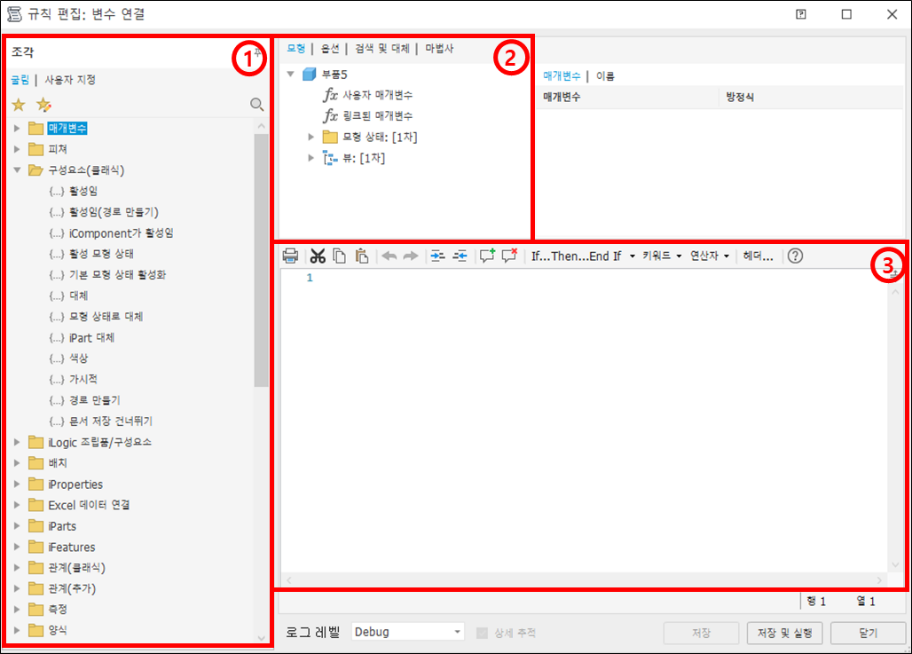 규칙 편집: 변수 연결
조각
1
굴림 | 사용자 지정
매개변수
피쳐
구성요소(클래식)
{...} 활성임
{...} 활성임(경로 만들기)
{...} iComponent가 활성임
{...} 활성 모형 상태
{...} 기본 모형 상태 활성화
{...} 대체
{...} 모형 상태로 대체
{...} iPart 대체
{...} 색상
{...} 가시적
{...} 경로 만들기
{...} 문서 저장 건너뛰기
iLogic 조립품/구성요소
배치
iProperties
Excel 데이터 연결
iParts
iFeatures
관계(클래식)
관계(추가)
측정
양식
모형 | 옵션 | 검색 및 대체 | 마법사
2
부품5
fx 사용자 매개변수
fx 링크된 매개변수
모형 상태: [1차]
뷰: [1차]
매개변수 | 이름
매개변수 방정식
If...Then...End If 키워드 연산자 헤더... ?
3
1
행 1 열 1
로그 레벨 Debug 상세 추적 저장 저장 및 실행 닫기